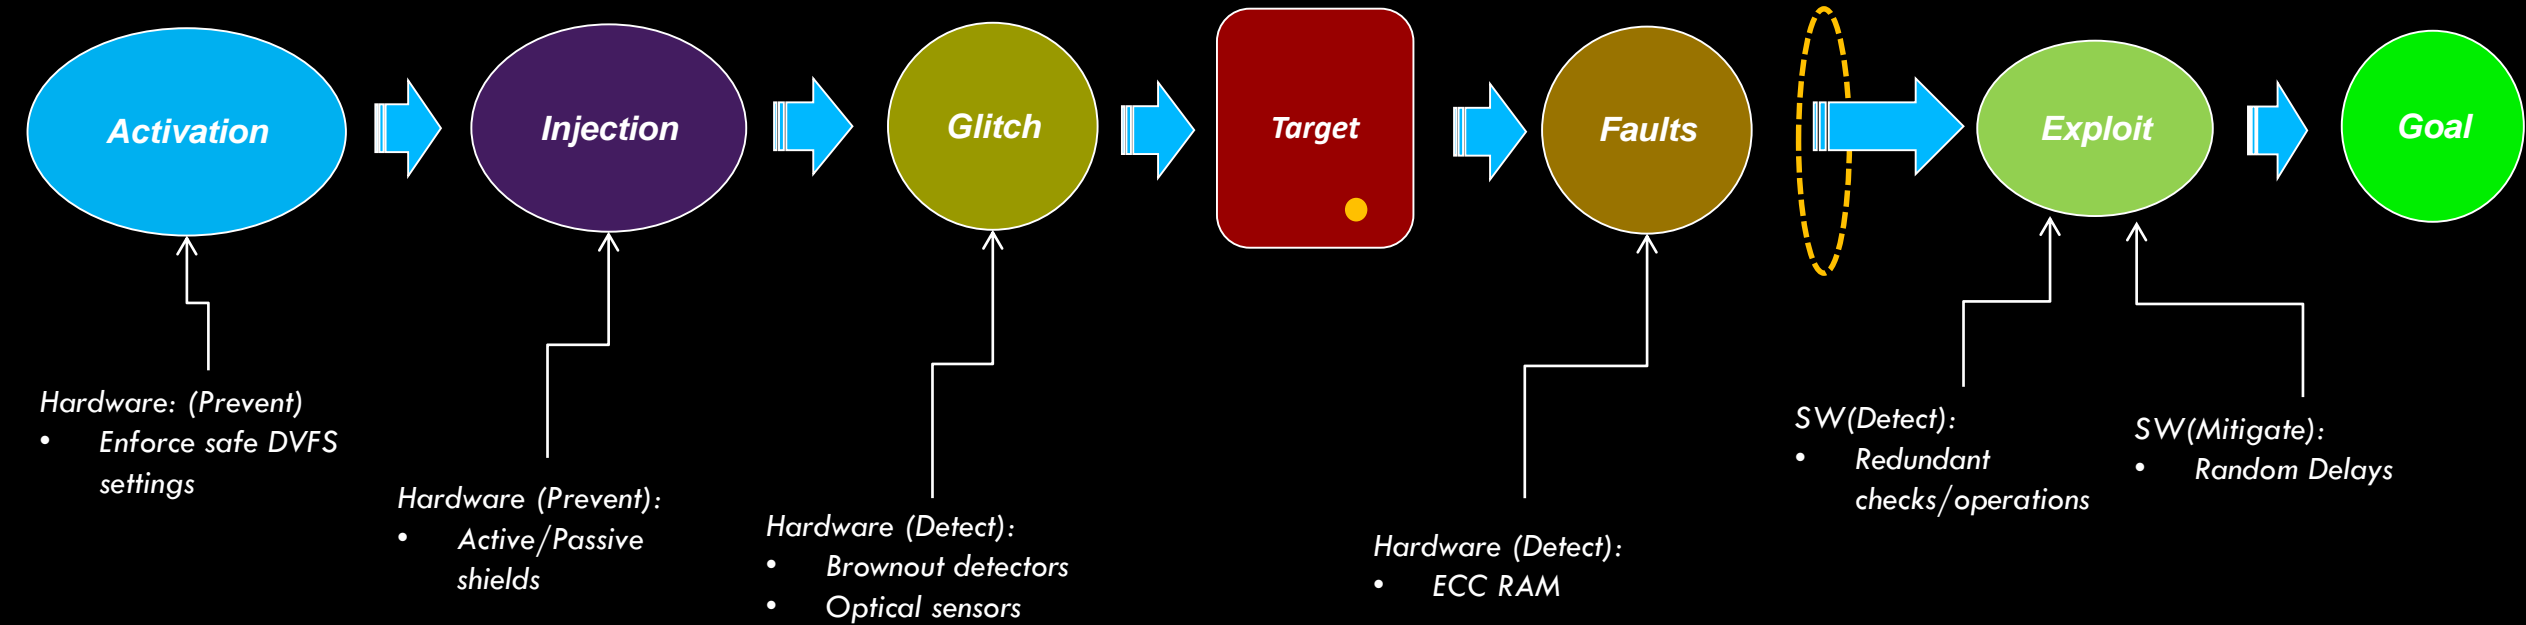 Activation
Injection
Glitch
Target
Faults
Exploit
Goal
Hardware: (Prevent)
• Enforce safe DVFS
settings
Hardware (Prevent):
• Active/Passive
shields
Hardware (Detect):
• Brownout detectors
• Optical sensors
Hardware (Detect):
• ECC RAM
SW(Detect):
• Redundant
checks/operations
SW(Mitigate):
• Random Delays